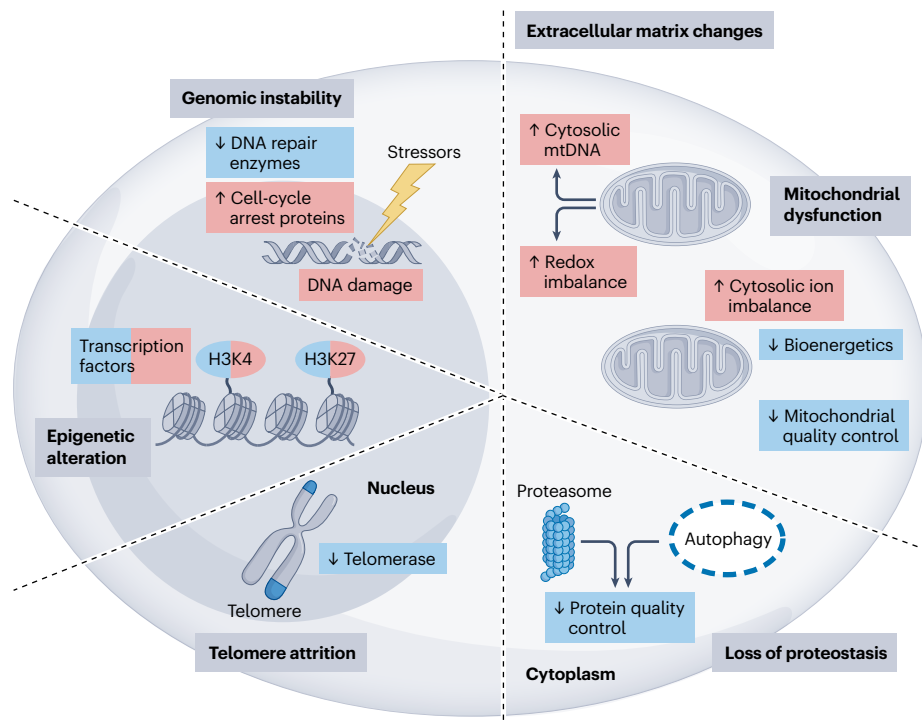 Extracellular matrix changes
Genomic instability
↓ DNA repair
enzymes
Stressors
↑ Cell-cycle
arrest proteins
DNA damage
↑ Cytosolic
mtDNA
Mitochondrial
dysfunction
↑ Redox
imbalance
↑ Cytosolic ion
imbalance
↓ Bioenergetics
↓ Mitochondrial
quality control
Transcription
factors
H3K4
H3K27
Epigenetic
alteration
Nucleus
↓ Telomerase
Telomere
Telomere attrition
Proteasome
Autophagy
↓ Protein quality
control
Loss of proteostasis
Cytoplasm